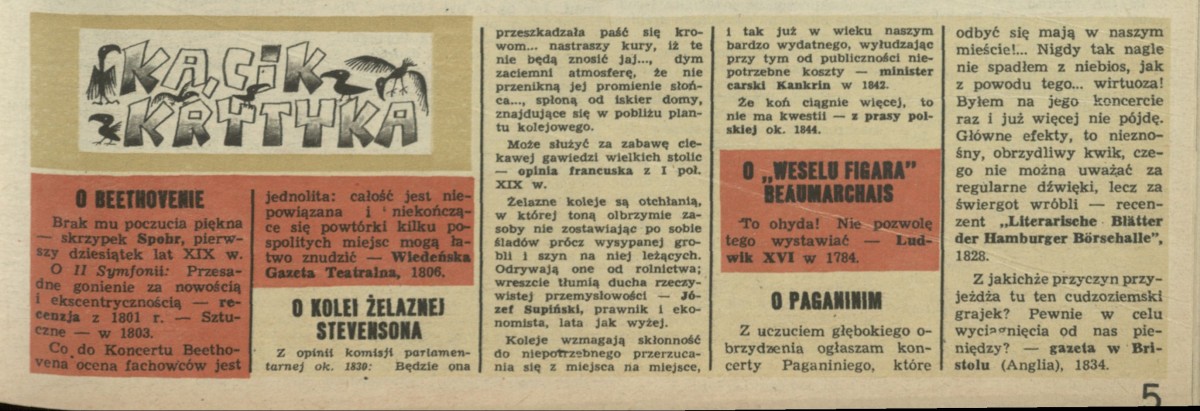 KĄCIK
KRYTYKA
O BEETHOVENIE
Brak mu poczucia piękna
— skrzypek Spohr, pierw-
szy dziesiątek lat XIX w.
O II Symfonii: Przesa-
dne gonienie za nowością
i ekscentrycznością — re-
cenzja z 1801 r. — Sztu-
czne — w 1803.
Co do Koncertu Beetho-
vena ocena fachowców jest
jednolita: całość jest nie-
powiązana i niekończą-
ce się powtórki kilku po-
spolitych miejsc mogą ła-
two znudzić — Wiedeńska
Gazeta Teatralna, 1806.
O KOLEI ŻELAZNEJ
STEVENSONA
Z opinii komisji parlamen-
tarnej ok. 1830: Będzie ona
przeszkadzała paść się kro-
wom... nastraszy kury, iż te
nie będą znosić jaj..., dym
zaciemni atmosferę, że nie
przenikną jej promienie słoń-
ca..., spłoną od iskier domy,
znajdujące się w pobliżu plan-
tu kolejowego.
Może służyć za zabawę cie-
kawej gawiedzi wielkich stolic
— opinia francuska z I poł.
XIX w.
Żelazne koleje są otchłanią,
w której toną olbrzymie za-
soby nie zostawiając po sobie
śladów prócz wysypanej gro-
bli i szyn na niej leżących.
Odrywają one od rolnictwa;
wreszcie tłumią ducha rzeczy-
wistej przemysłowości — Jó-
zef Supiński, prawnik i eko-
nomista, lata jak wyżej.
Koleje wzmagają skłonność
do niepotrzebnego przerzuca-
nia się z miejsca na miejsce,
i tak już w wieku naszym
bardzo wydatnego, wyłudzając
przy tym od publiczności nie-
potrzebne koszty — minister
carski Kankrin w 1842.
Że koń ciągnie więcej, to
nie ma kwestii — z prasy pol-
skiej ok. 1844.
O „WESELU FIGARA”
BEAUMARCHAIS
To ohyda! Nie pozwolę
tego wystawiać — Lud-
wik XVI w 1784.
O PAGANINIM
Z uczuciem głębokiego o-
brzydzenia ogłaszam kon-
certy Paganiniego, które
odbyć się mają w naszym
mieście!... Nigdy tak nagle
nie spadłem z niebios, jak
z powodu tego... wirtuoza!
Byłem na jego koncercie
raz i już więcej nie pójdę.
Główne efekty, to niezno-
śny, obrzydliwy kwik, cze-
go nie można uważać za
regularne dźwięki, lecz za
świergot wróbli — recen-
zent „Literarische Blätter
der Hamburger Börsehalle”,
1828.
Z jakichże przyczyn przy-
jeżdża tu ten cudzoziemski
grajek? Pewnie w celu
wyciągnięcia od nas pie-
niędzy? — gazeta w Bri-
stolu (Anglia), 1834.
5